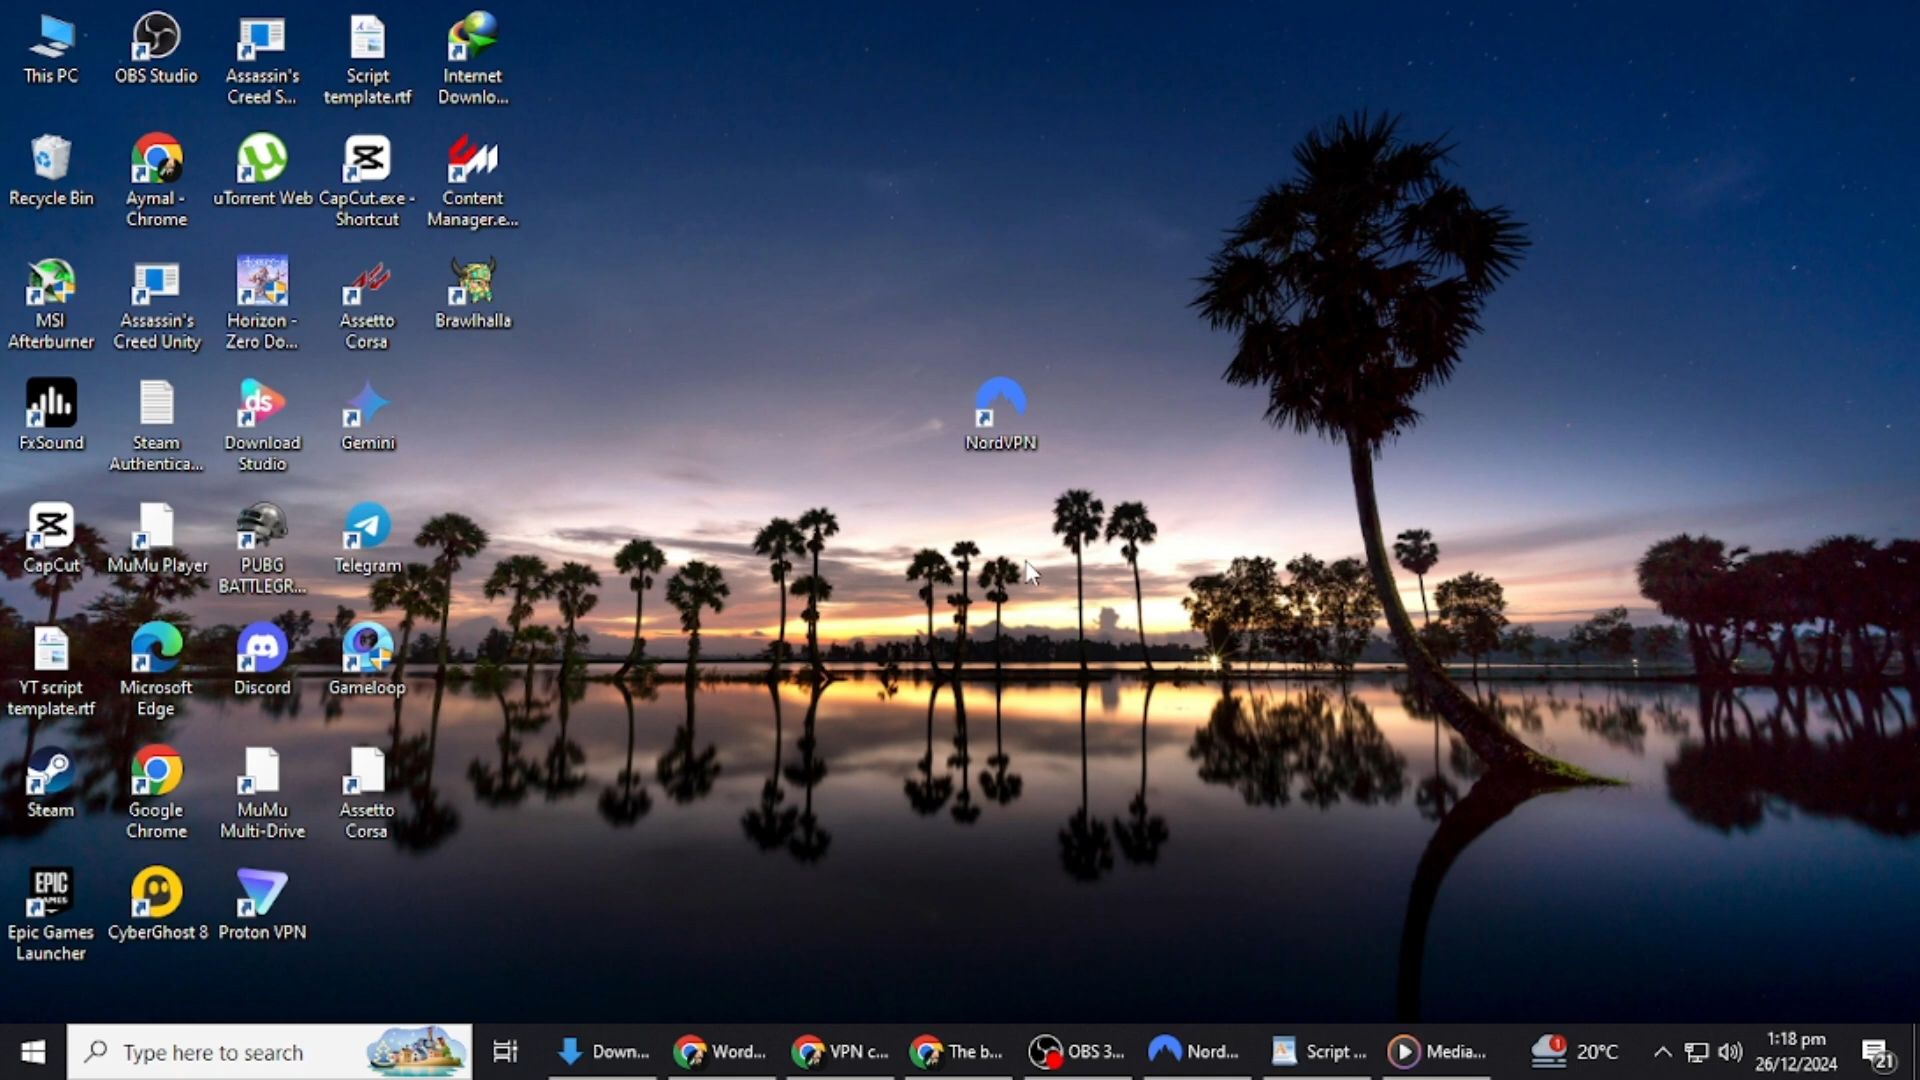 This PC
OBS Studio
Assassin's
Creed S...
Script
template.rtf
Internet
Downlo...
Recycle Bin
Aymal -
Chrome
uTorrent Web
CapCut.exe -
Shortcut
Content
Manager.e...
MSI
Afterburner
Assassin's
Creed Unity
Horizon -
Zero Do...
Assetto
Corsa
Brawlhalla
FxSound
Steam
Authentica...
ds
Download
Studio
Gemini
NordVPN
CapCut
MuMu Player
PUBG
BATTLEGR...
Telegram
YT script
template.rtf
Microsoft
Edge
Discord
Gameloop
Steam
Google
Chrome
MuMu
Multi-Drive
Assetto
Corsa
EPIC
GAMES
Epic Games
Launcher
CyberGhost 8
Proton VPN
Type here to search
Down...
Word...
VPN c...
The b...
OBS 3...
Nord...
Script ...
Media...
1
20°C
1:18 pm
26/12/2024
21